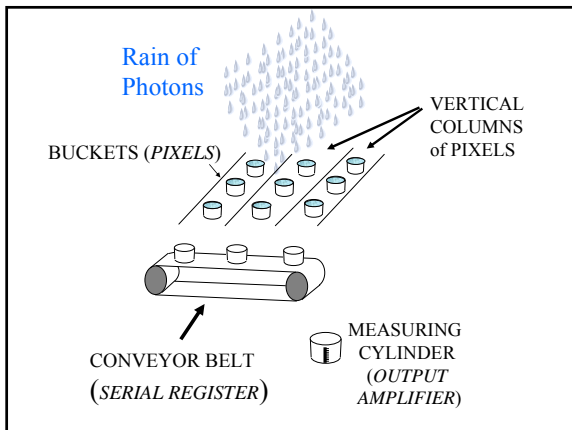 Rain of
Photons
VERTICAL
COLUMNS
of PIXELS
BUCKETS (PIXELS)
CONVEYOR BELT
(SERIAL REGISTER)
MEASURING
CYLINDER
(OUTPUT
AMPLIFIER)